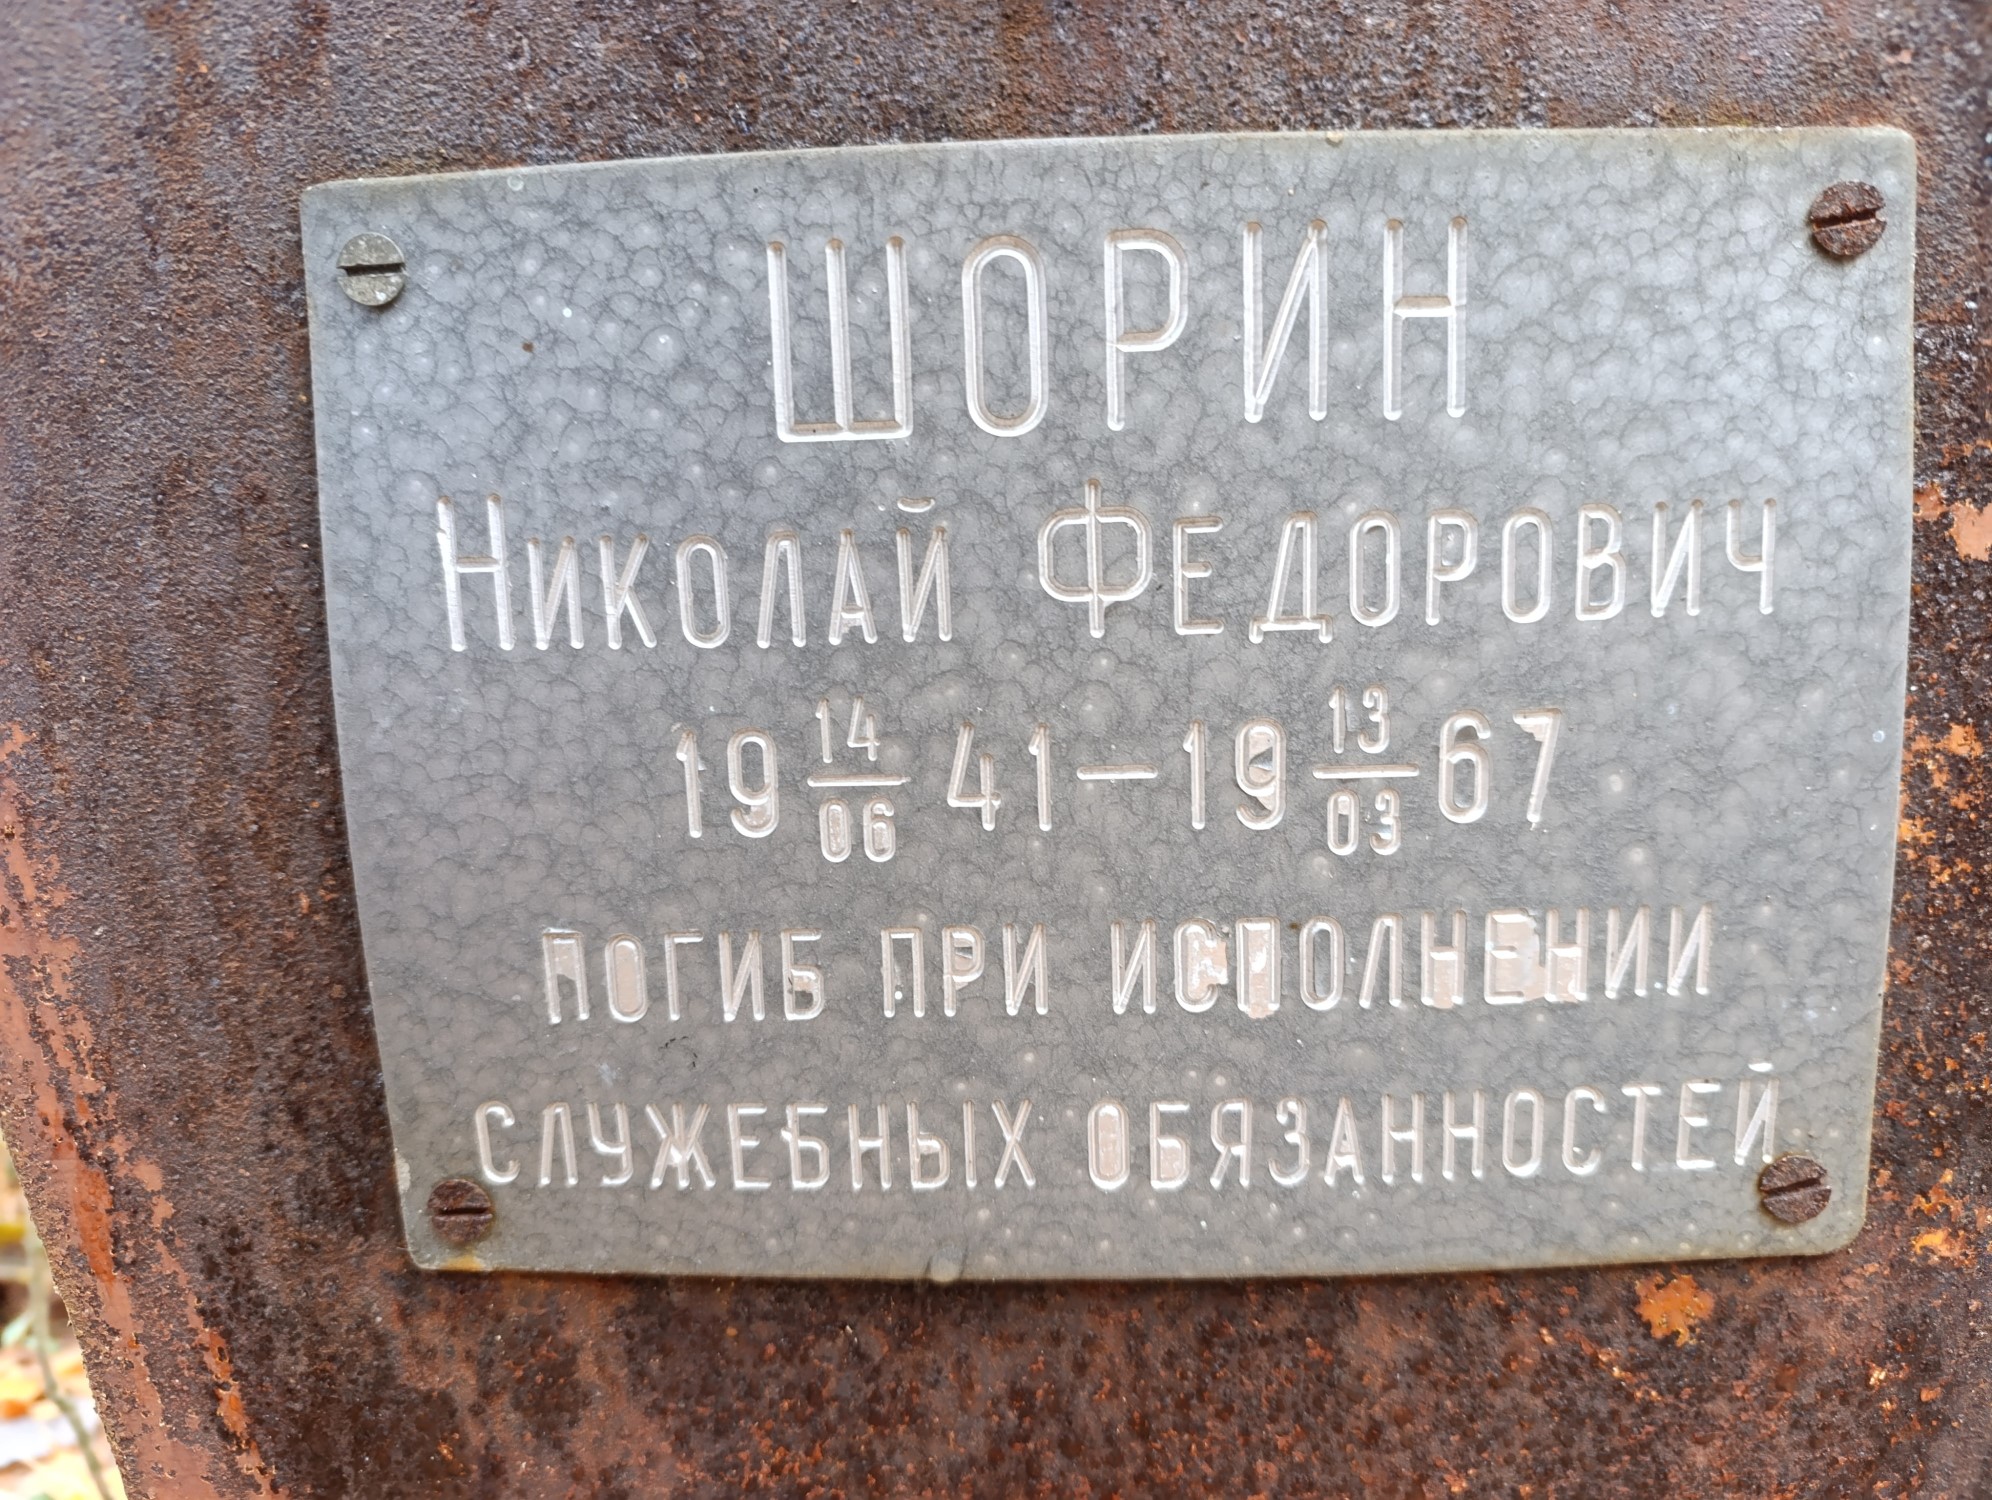 ШОРИН
НИКОЛАЙ ФЕДОРОВИЧ
19 14/06 41 — 19 13/03 67
ПОГИБ ПРИ ИСПОЛНЕНИИ
СЛУЖЕБНЫХ ОБЯЗАННОСТЕЙ